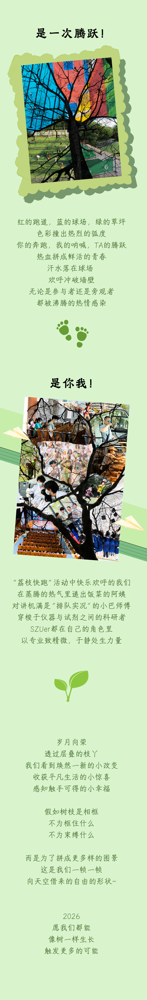 是一次腾跃！
6
红的跑道，蓝的球场，绿的草坪
色彩撞出热烈的弧度
你的奔跑，我的呐喊，TA的腾跃
热血拼成鲜活的青春
汗水落在球场
欢呼冲破墙壁
无论是参与者还是旁观者
都被沸腾的热情感染
是你我！
“荔枝快跑”活动中快乐欢呼的我们
在蒸腾的热气里递出饭菜的阿姨
对讲机满是“排队实况”的小巴师傅
穿梭于仪器与试剂之间的科研者
SZUer都在自己的角色里
以专业致精微，于静处生力量
岁月向荣
透过层叠的枝丫
我们看到焕然一新的小改变
收获平凡生活的小惊喜
感知触手可得的小幸福
假如树枝是相框
不为框住什么
不为束缚什么
而是为了拼成更多样的图景
这是我们一帧一帧
向天空借来的自由的形状~
2026
愿我们都能
像树一样生长
触发更多的可能